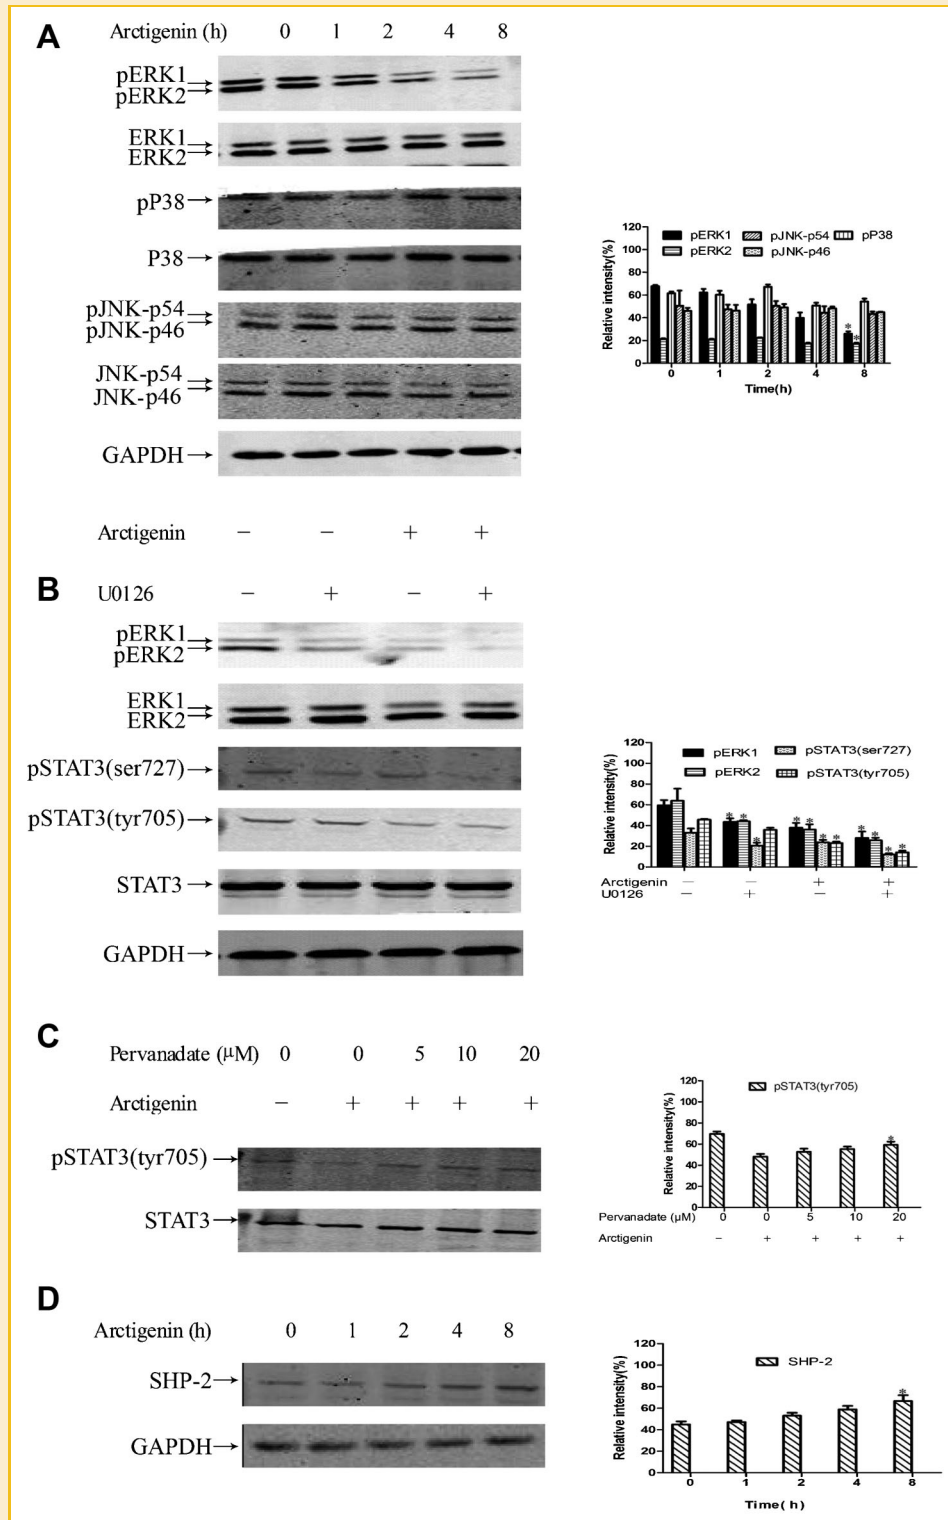 A
Arctigenin (h) 0 1 2 4 8
pERK1
pERK2
ERK1
ERK2
pP38
P38
pJNK-p54
pJNK-p46
JNK-p54
JNK-p46
GAPDH
120
100
80
60
40
20
0
Relative intensity(%)
pERK1 pJNK-p54 pP38
pERK2 pJNK-p46
* *
0 1 2 4 8
Time(h)
Arctigenin − − + +
B
U0126 − + − +
pERK1
pERK2
ERK1
ERK2
pSTAT3(ser727)
pSTAT3(tyr705)
STAT3
GAPDH
120
100
80
60
40
20
0
Relative intensity(%)
pERK1 pSTAT3(ser727)
pERK2 pSTAT3(tyr705)
* * * * * * * * * * *
Arctigenin − − + +
U0126 − + − +
C
Pervanadate (μM) 0 0 5 10 20
Arctigenin − + + + +
pSTAT3(tyr705)
STAT3
120
100
80
60
40
20
0
Relative intensity(%)
pSTAT3(tyr705)
*
Pervanadate (μM) 0 0 5 10 20
Arctigenin − + + + +
D
Arctigenin (h) 0 1 2 4 8
SHP-2
GAPDH
120
100
80
60
40
20
0
Relative intensity(%)
SHP-2
*
0 1 2 4 8
Time( h)